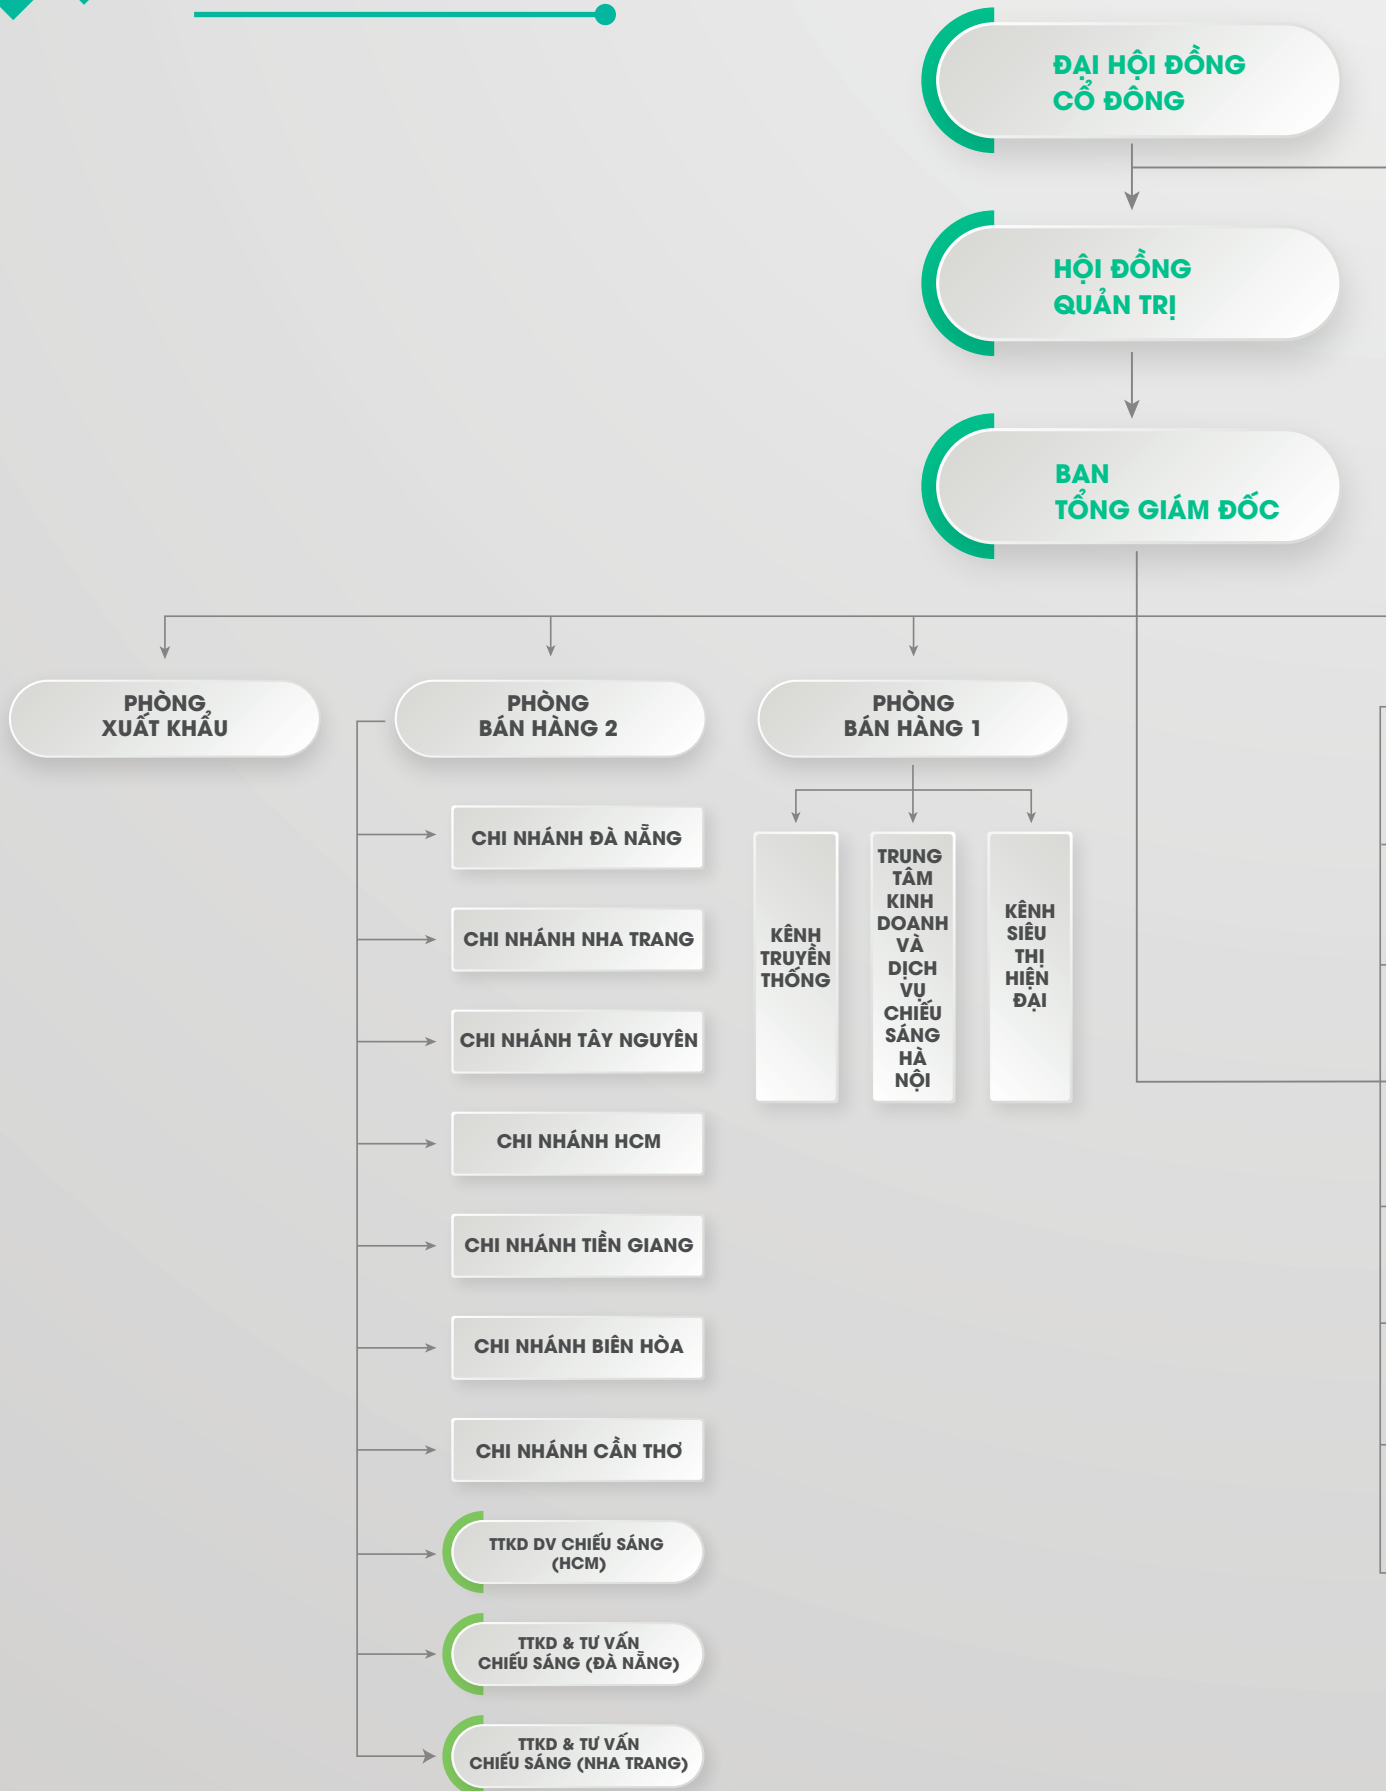 ĐẠI HỘI ĐỒNG
CỔ ĐÔNG
HỘI ĐỒNG
QUẢN TRỊ
BAN
TỔNG GIÁM ĐỐC
PHÒNG
XUẤT KHẨU
PHÒNG
BÁN HÀNG 2
PHÒNG
BÁN HÀNG 1
CHI NHÁNH ĐÀ NẴNG
CHI NHÁNH NHA TRANG
CHI NHÁNH TÂY NGUYÊN
CHI NHÁNH HCM
CHI NHÁNH TIỀN GIANG
CHI NHÁNH BIÊN HÒA
CHI NHÁNH CẦN THƠ
TTKD DV CHIẾU SÁNG
(HCM)
TTKD & TƯ VẤN
CHIẾU SÁNG (ĐÀ NẴNG)
TTKD & TƯ VẤN
CHIẾU SÁNG (NHA TRANG)
KÊNH
TRUYỀN
THỐNG
TRUNG
TÂM
KINH
DOANH
VÀ
DỊCH
VỤ
CHIẾU
SÁNG
HÀ
NỘI
KÊNH
SIÊU
THỊ
HIỆN
ĐẠI